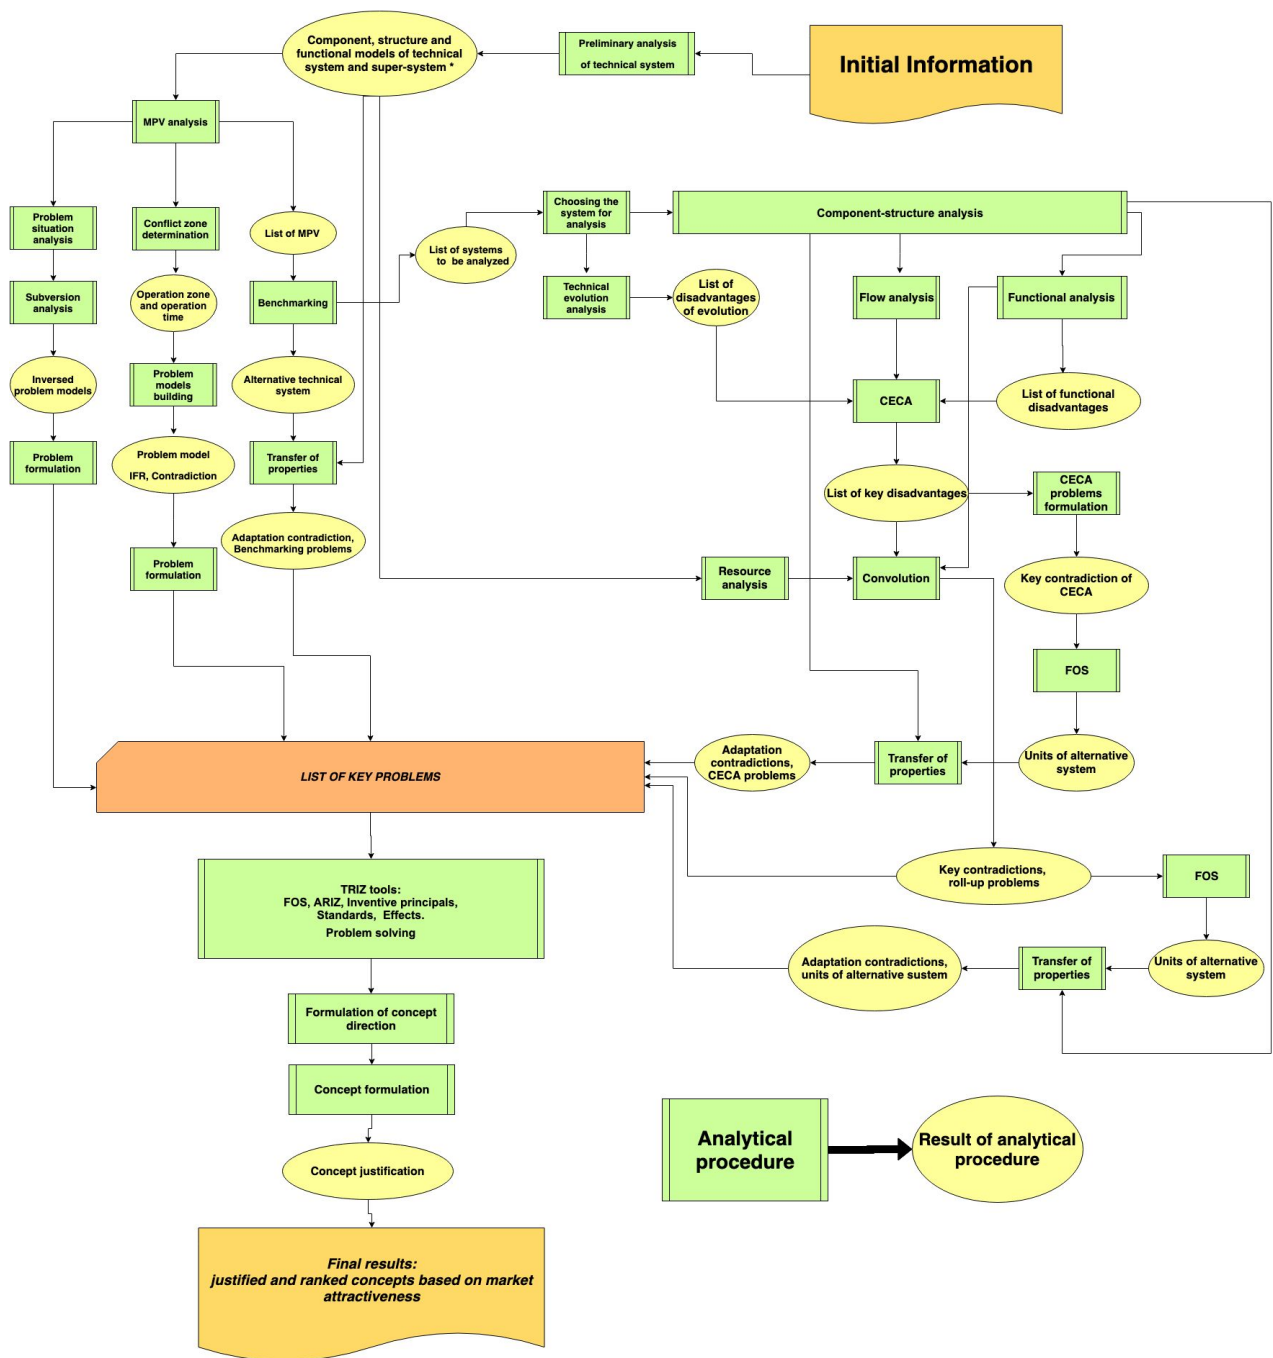 Component, structure and
functional models of technical
system and super-system *
Preliminary analysis
of technical system
Initial Information
MPV analysis
Problem
situation
analysis
Conflict zone
determination
List of MPV
List of systems
to be analyzed
Choosing the
system for
analysis
Component-structure analysis
Subversion
analysis
Operation zone
and operation
time
Benchmarking
Technical
evolution
analysis
List of
disadvantages
of evolution
Flow analysis
Functional analysis
Inversed
problem models
Problem
models
building
Alternative technical
system
CECA
List of functional
disadvantages
Problem
formulation
Problem model
IFR, Contradiction
Transfer of
properties
List of key disadvantages
CECA
problems
formulation
Adaptation contradiction,
Benchmarking problems
Problem
formulation
Resource
analysis
Convolution
Key contradiction of
CECA
FOS
LIST OF KEY PROBLEMS
Adaptation
contradictions,
CECA problems
Transfer of
properties
Units of alternative
system
Key contradictions,
roll-up problems
FOS
TRIZ tools:
FOS, ARIZ, Inventive principals,
Standards, Effects.
Problem solving
Adaptation contradictions,
units of alternative sustem
Transfer of
properties
Units of alternative
system
Formulation of concept
direction
Concept formulation
Concept justification
Analytical
procedure
Result of analytical
procedure
Final results:
justified and ranked concepts based on market
attractiveness